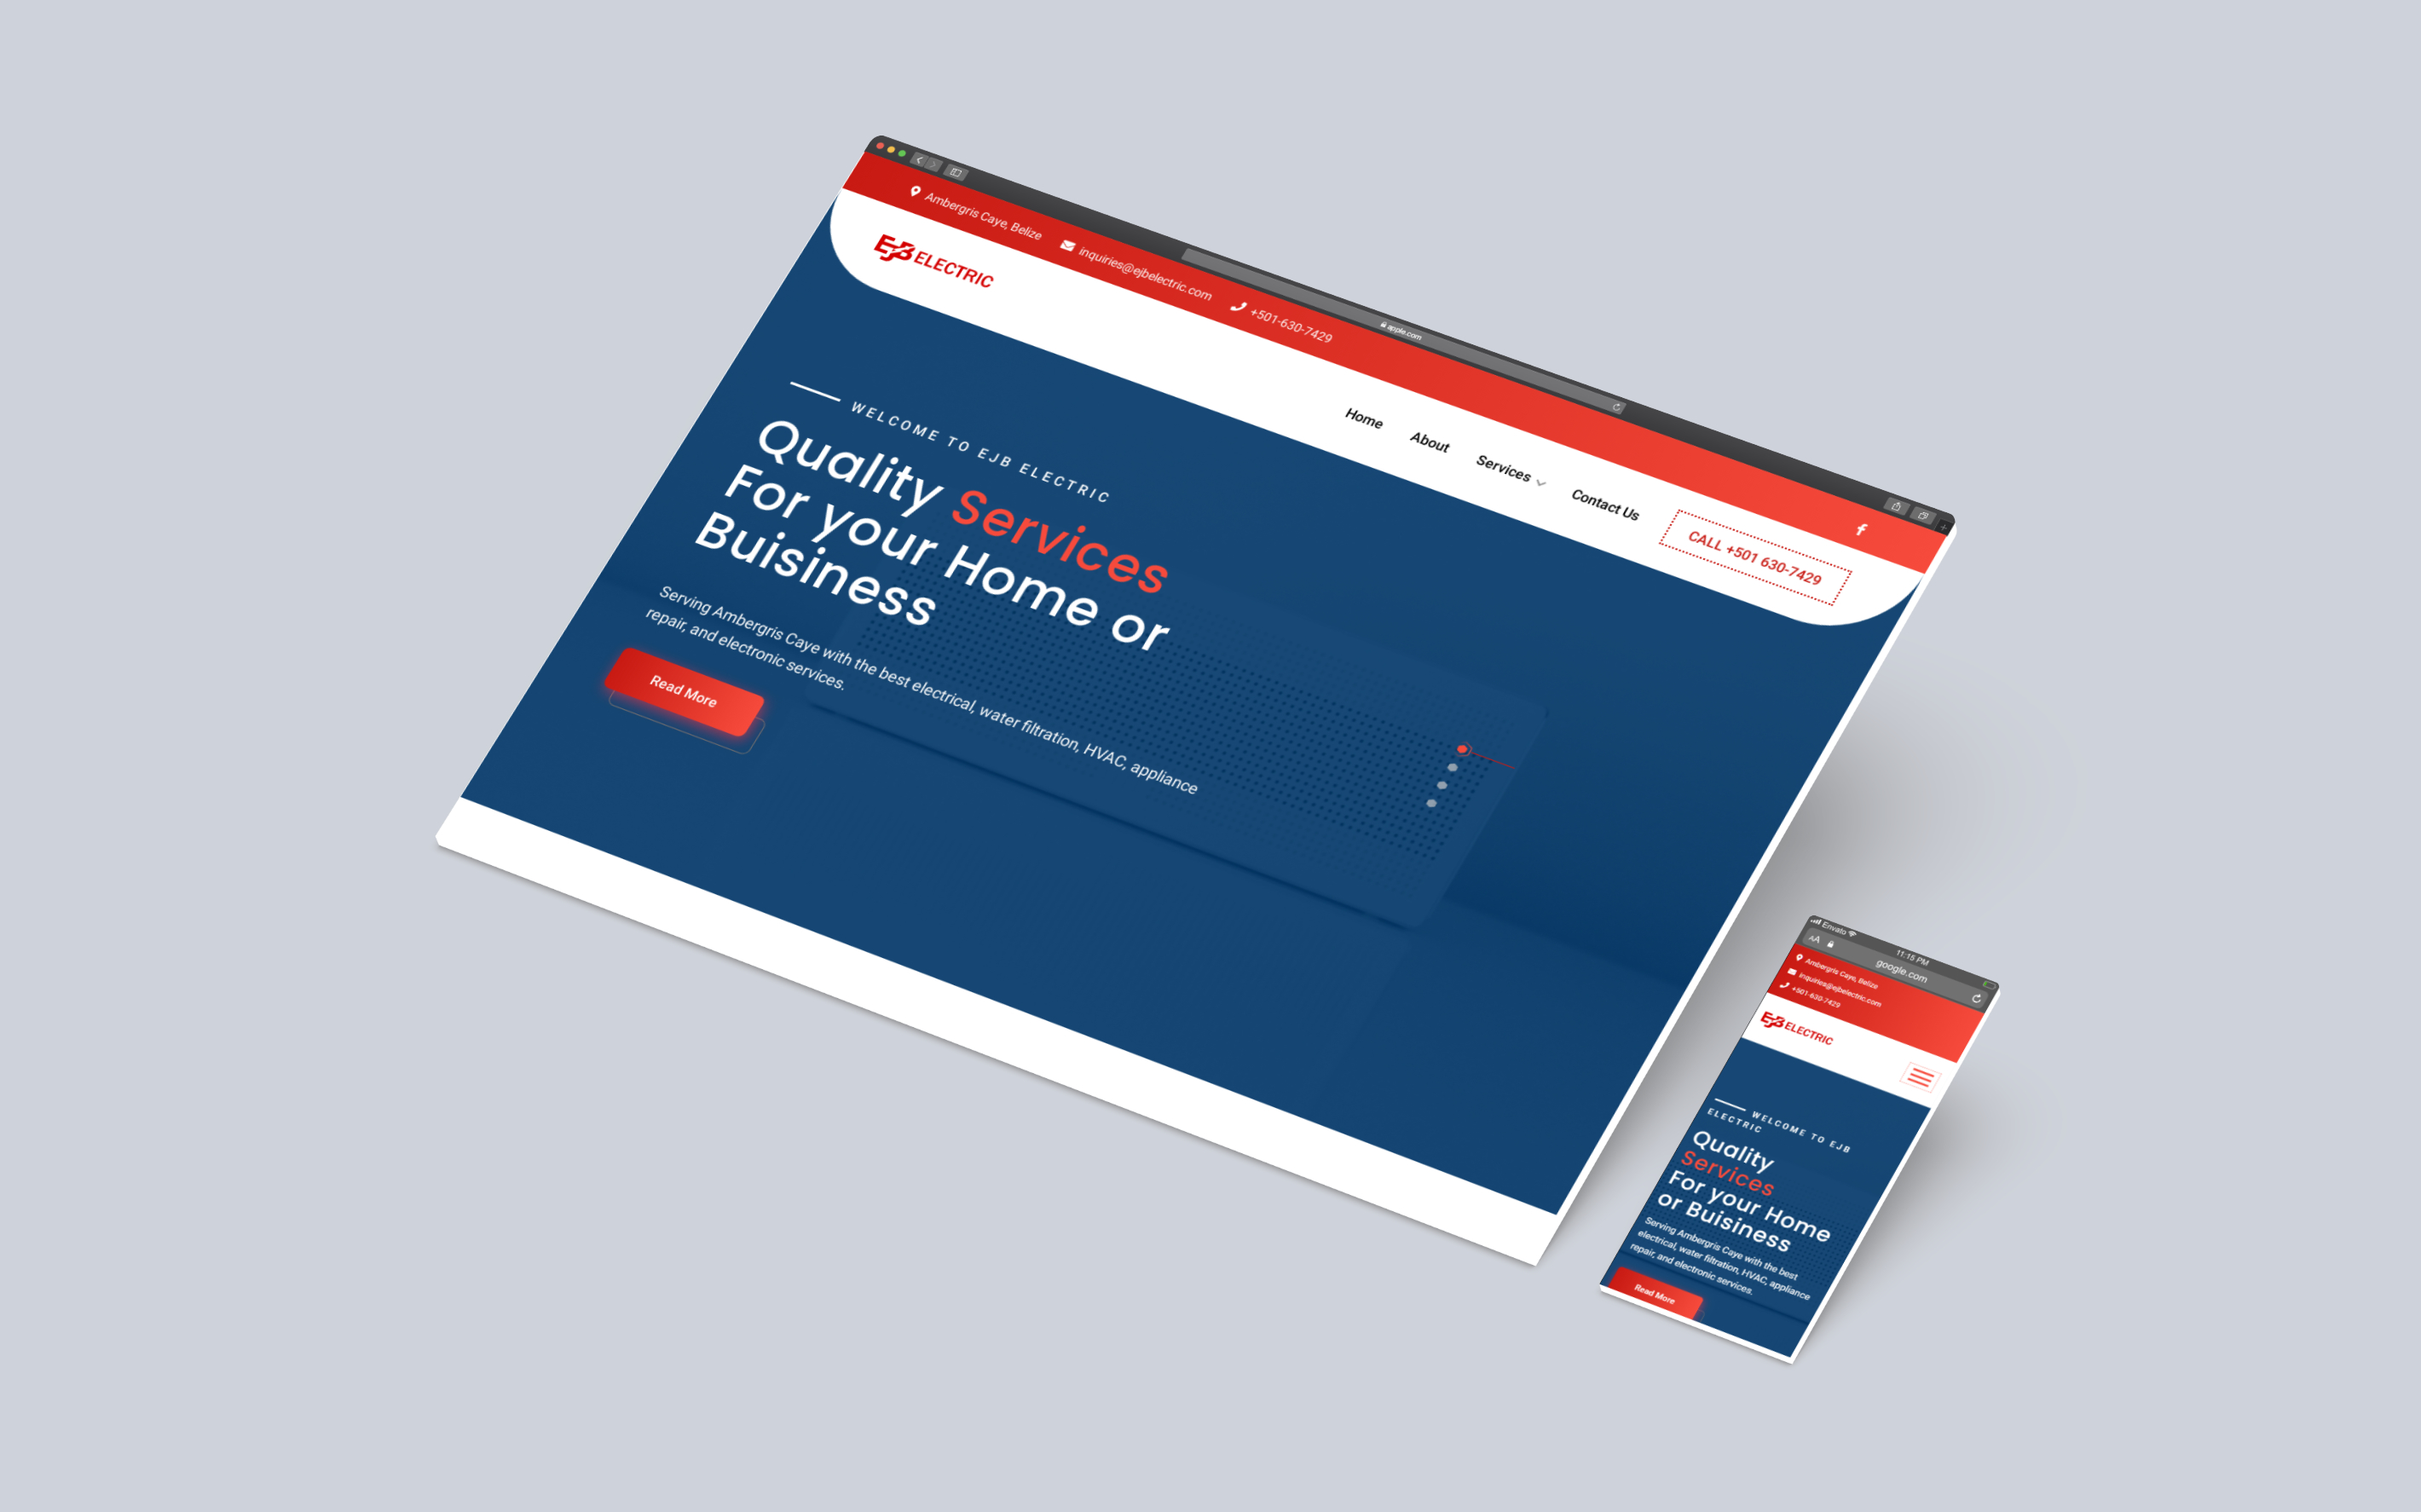 apple.com
Ambergris Caye, Belize
inquiries@ejbelectric.com
+501-630-7429
EJB ELECTRIC
Home
About
Services
Contact Us
CALL +501 630-7429
WELCOME TO EJB ELECTRIC
Quality Services
For your Home or
Buisiness
Serving Ambergris Caye with the best electrical, water filtration, HVAC, appliance
repair, and electronic services.
Read More
Envato
11:15 PM
AA
google.com
Ambergris Caye, Belize
inquiries@ejbelectric.com
+501-630-7429
EJB ELECTRIC
WELCOME TO EJB
ELECTRIC
Quality
Services
For your Home
or Buisiness
Serving Ambergris Caye with the best
electrical, water filtration, HVAC, appliance
repair, and electronic services.
Read More